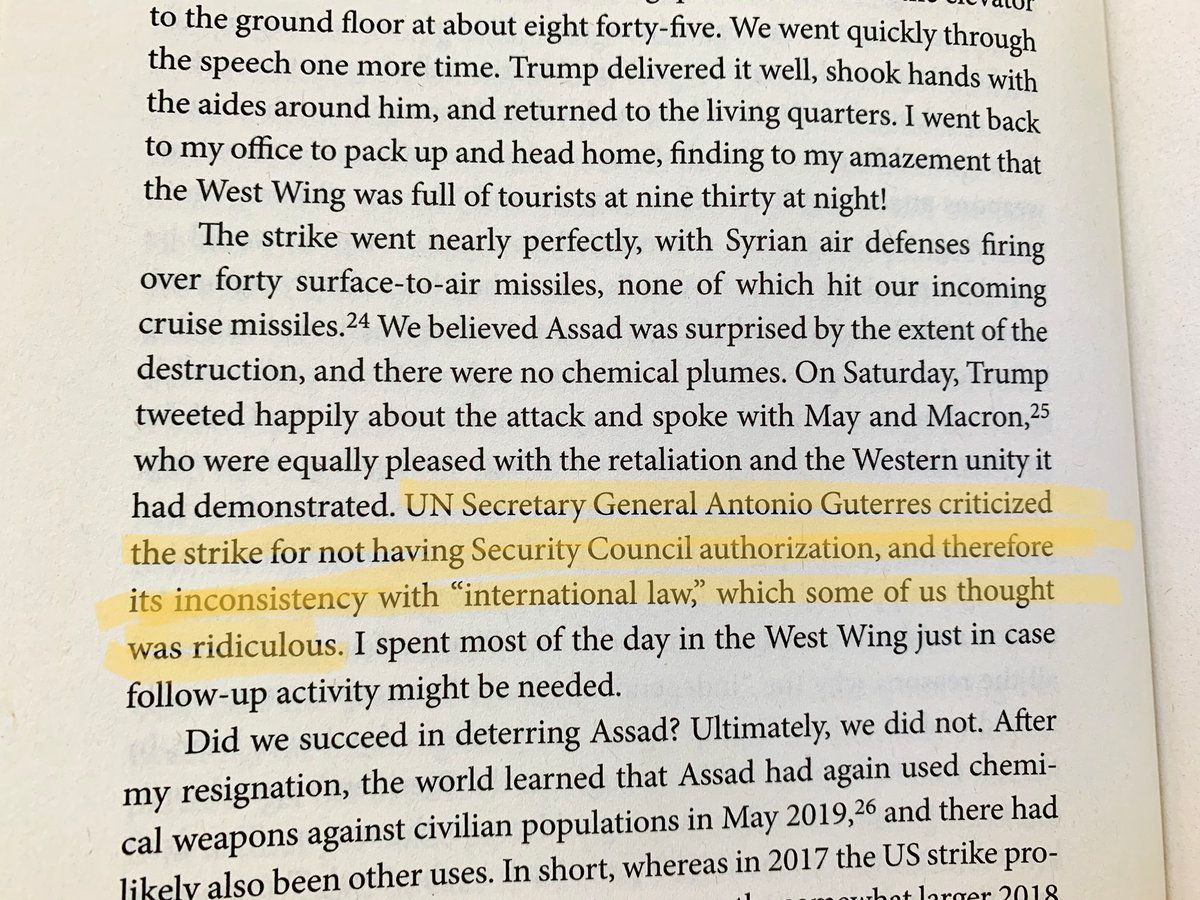 elevator
to the ground floor at about eight forty-five. We went quickly through
the speech one more time. Trump delivered it well, shook hands with
the aides around him, and returned to the living quarters. I went back
to my office to pack up and head home, finding to my amazement that
the West Wing was full of tourists at nine thirty at night!
The strike went nearly perfectly, with Syrian air defenses firing
over forty surface-to-air missiles, none of which hit our incoming
cruise missiles.24 We believed Assad was surprised by the extent of the
destruction, and there were no chemical plumes. On Saturday, Trump
tweeted happily about the attack and spoke with May and Macron,25
who were equally pleased with the retaliation and the Western unity it
had demonstrated. UN Secretary General Antonio Guterres criticized
the strike for not having Security Council authorization, and therefore
its inconsistency with “international law,” which some of us thought
was ridiculous. I spent most of the day in the West Wing just in case
follow-up activity might be needed.
Did we succeed in deterring Assad? Ultimately, we did not. After
my resignation, the world learned that Assad had again used chemi-
cal weapons against civilian populations in May 2019,26 and there had
likely also been other uses. In short, whereas in 2017 the US strike pro-
somewhat larger 2018